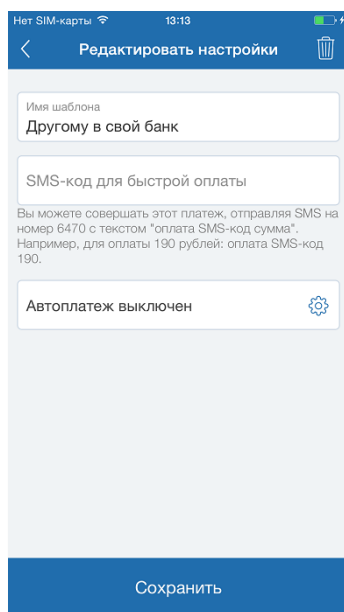 Нет SIM-карты 13:13
Редактировать настройки
Имя шаблона
Другому в свой банк
SMS-код для быстрой оплаты
Вы можете совершать этот платеж, отправляя SMS на
номер 6470 с текстом "оплата SMS-код сумма".
Например, для оплаты 190 рублей: оплата SMS-код
190.
Автоплатеж выключен
Сохранить